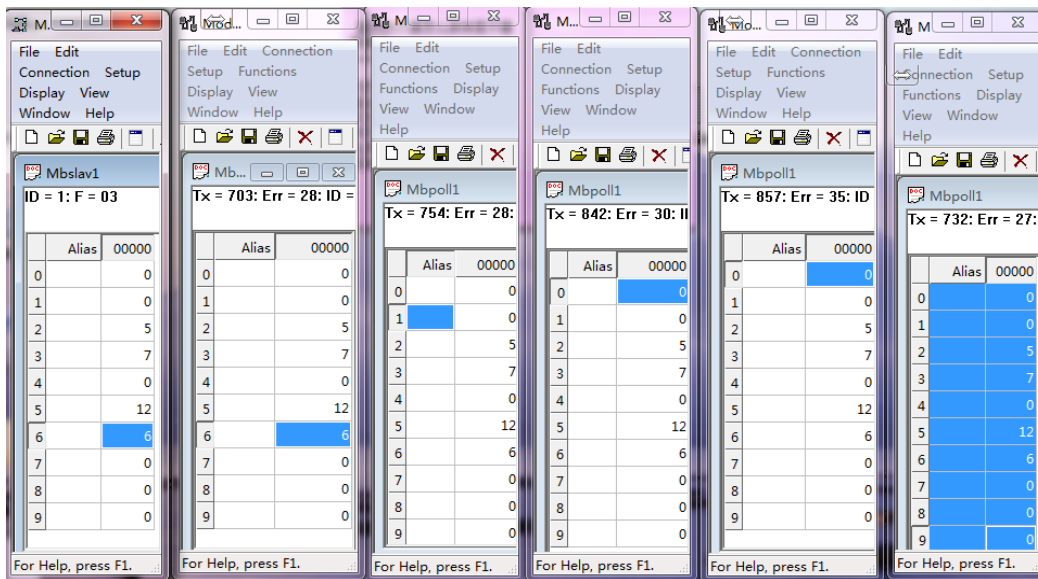 M...
File Edit
Connection Setup
Display View
Window Help
Mbslav1
ID = 1: F = 03
Alias 00000
0 0
1 0
2 5
3 7
4 0
5 12
6 6
7 0
8 0
9 0
For Help, press F1.
Mod...
File Edit Connection
Setup Functions
Display View
Window Help
Mb...
Tx = 703: Err = 28: ID =
Alias 00000
0 0
1 0
2 5
3 7
4 0
5 12
6 6
7 0
8 0
9 0
For Help, press F1.
M
File Edit
Connection Setup
Functions Display
View Window
Help
Mbpoll1
Tx = 754: Err = 28:
Alias 00000
0 0
1 0
2 5
3 7
4 0
5 12
6 6
7 0
8 0
9 0
For Help, press F1.
M...
File Edit
Connection Setup
Functions Display
View Window
Help
Mbpoll1
Tx = 842: Err = 30: II
Alias 00000
0 0
1 0
2 5
3 7
4 0
5 12
6 6
7 0
8 0
9 0
For Help, press F1.
File Edit Connection
Setup Functions
Display View
Window Help
Mbpoll1
Tx = 857: Err = 35: ID
Alias 00000
0 0
1 0
2 5
3 7
4 0
5 12
6 6
7 0
8 0
9 0
For Help, press F1.
M
File Edit
Connection Setup
Functions Display
View Window
Help
Mbpoll1
Tx = 732: Err = 27:
Alias 00000
0 0
1 0
2 5
3 7
4 0
5 12
6 6
7 0
8 0
9 0
For Help, press F1.